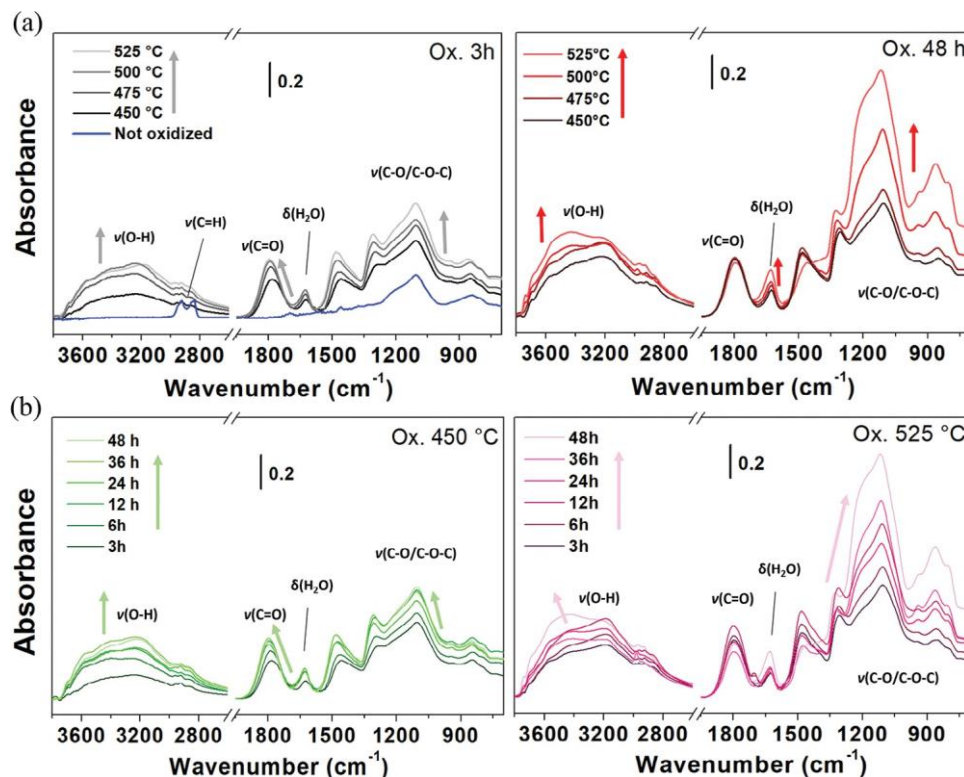 (a)
Absorbance
525 °C
500 °C
475 °C
450 °C
Not oxidized
0.2
Ox. 3h
ν(O-H)
ν(C=H)
ν(C=O)
δ(H₂O)
ν(C-O/C-O-C)
3600 3200 2800 1800 1500 1200 900
Wavenumber (cm⁻¹)
525°C
500°C
475°C
450°C
0.2
Ox. 48 h
ν(O-H)
ν(C=O)
δ(H₂O)
ν(C-O/C-O-C)
3600 3200 2800 1800 1500 1200 900
Wavenumber (cm⁻¹)
(b)
Absorbance
48 h
36 h
24 h
12 h
6h
3h
0.2
Ox. 450 °C
ν(O-H)
ν(C=O)
δ(H₂O)
ν(C-O/C-O-C)
3600 3200 2800 1800 1500 1200 900
Wavenumber (cm⁻¹)
48h
36h
24h
12h
6h
3h
0.2
Ox. 525 °C
ν(O-H)
ν(C=O)
δ(H₂O)
ν(C-O/C-O-C)
3600 3200 2800 1800 1500 1200 900
Wavenumber (cm⁻¹)